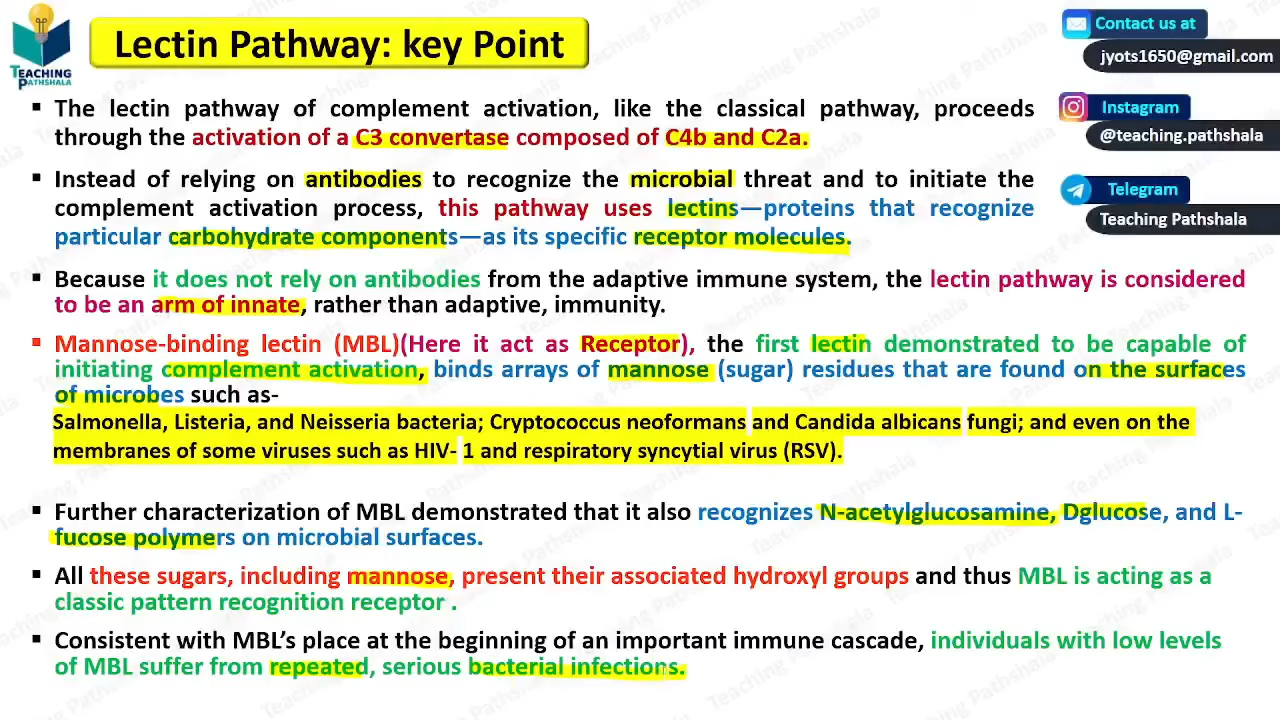 TEACHING
PATHSHALA
Lectin Pathway: key Point
Contact us at
jyots1650@gmail.com
Instagram
@teaching.pathshala
Telegram
Teaching Pathshala
▪ The lectin pathway of complement activation, like the classical pathway, proceeds
through the activation of a C3 convertase composed of C4b and C2a.
▪ Instead of relying on antibodies to recognize the microbial threat and to initiate the
complement activation process, this pathway uses lectins—proteins that recognize
particular carbohydrate components—as its specific receptor molecules.
▪ Because it does not rely on antibodies from the adaptive immune system, the lectin pathway is considered
to be an arm of innate, rather than adaptive, immunity.
▪ Mannose-binding lectin (MBL)(Here it act as Receptor), the first lectin demonstrated to be capable of
initiating complement activation, binds arrays of mannose (sugar) residues that are found on the surfaces
of microbes such as-
Salmonella, Listeria, and Neisseria bacteria; Cryptococcus neoformans and Candida albicans fungi; and even on the
membranes of some viruses such as HIV- 1 and respiratory syncytial virus (RSV).
▪ Further characterization of MBL demonstrated that it also recognizes N-acetylglucosamine, Dglucose, and L-
fucose polymers on microbial surfaces.
▪ All these sugars, including mannose, present their associated hydroxyl groups and thus MBL is acting as a
classic pattern recognition receptor .
▪ Consistent with MBL’s place at the beginning of an important immune cascade, individuals with low levels
of MBL suffer from repeated, serious bacterial infections.